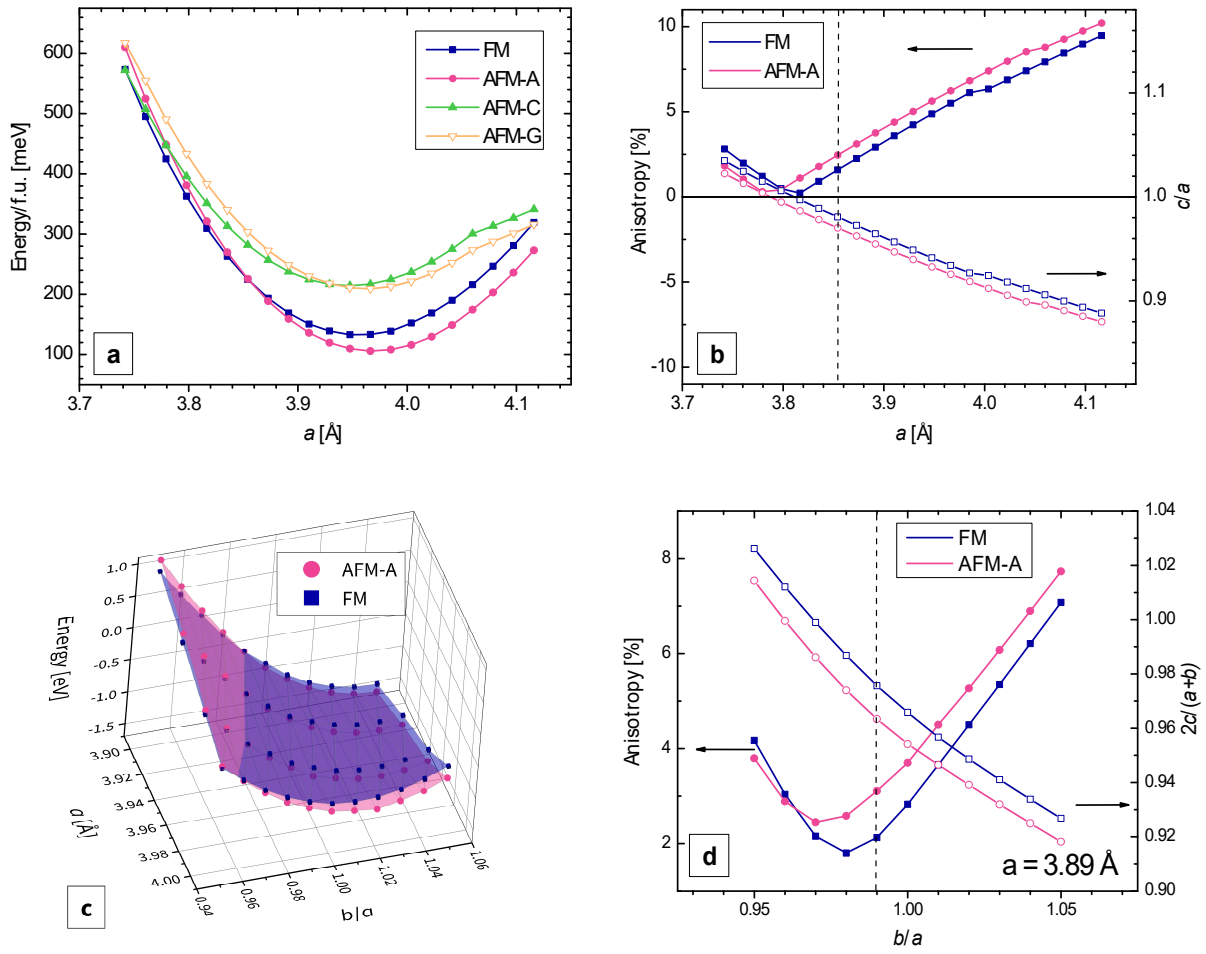 600
500
400
300
200
100
Energy/ f.u. [meV]
FM
AFM-A
AFM-C
AFM-G
a
3.7
3.8
3.9
4.0
4.1
a [Å]
10
5
0
-5
-10
Anisotropy [%]
FM
AFM-A
1.1
1.0
0.9
c/a
b
3.7
3.8
3.9
4.0
4.1
a [Å]
1.0
0.5
0.0
-0.5
-1.0
-1.5
Energy [eV]
AFM-A
FM
3.90
3.92
3.94
3.96
3.98
4.00
a [Å]
0.94
0.96
0.98
1.00
1.02
1.04
1.06
b/a
c
8
6
4
2
Anisotropy [%]
FM
AFM-A
1.04
1.02
1.00
0.98
0.96
0.94
0.92
0.90
2c/(a+b)
d
a = 3.89 Å
0.95
1.00
1.05
b/a